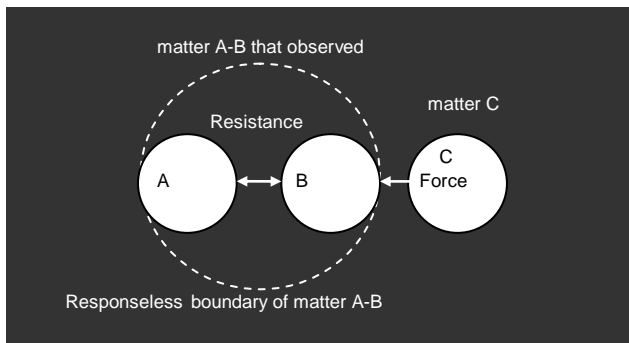 matter A-B that observed
matter C
Resistance
C
A
B
Force
Responseless boundary of matter A-B